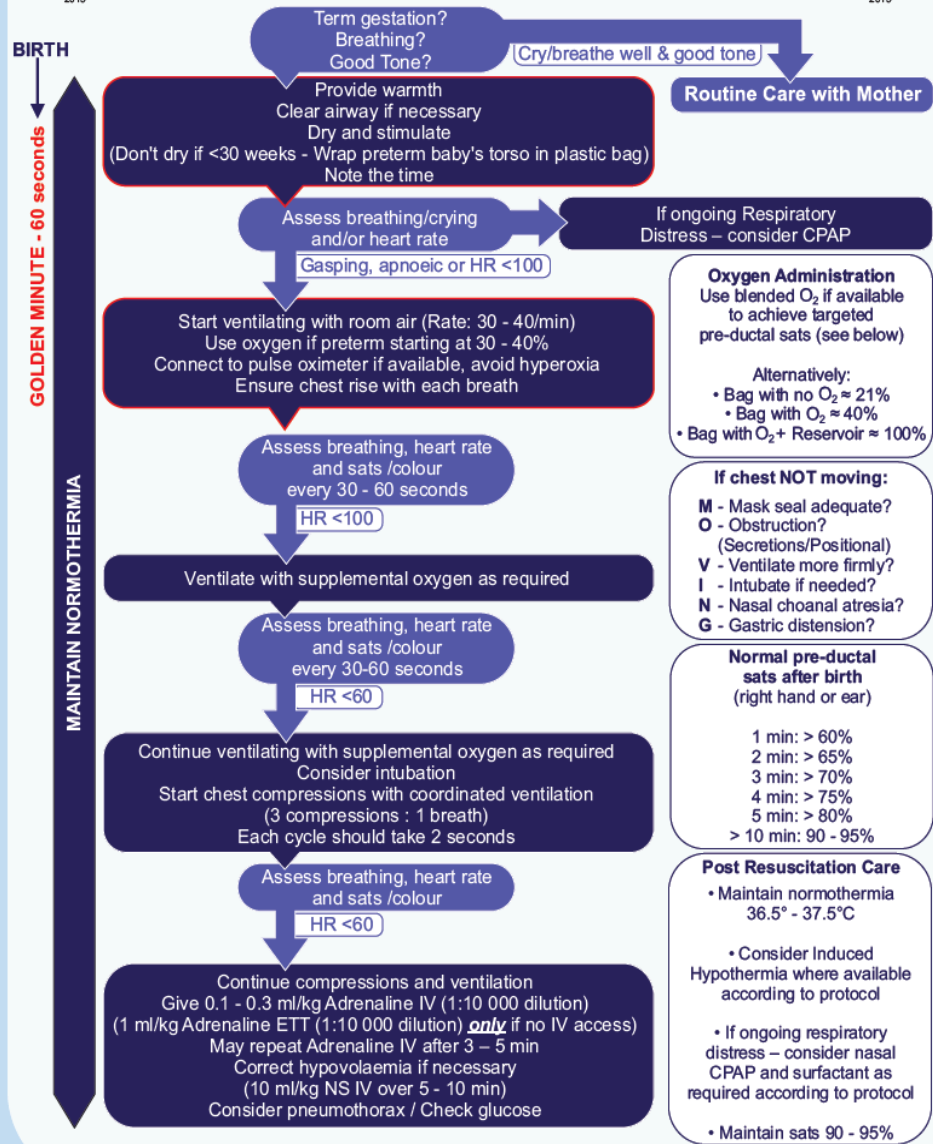 Term gestation?
Breathing?
Good Tone?
Cry/breathe well & good tone
Routine Care with Mother
BIRTH
GOLDEN MINUTE - 60 seconds
MAINTAIN NORMOTHERMIA
Provide warmth
Clear airway if necessary
Dry and stimulate
(Don't dry if <30 weeks - Wrap preterm baby's torso in plastic bag)
Note the time
Assess breathing/crying
and/or heart rate
If ongoing Respiratory
Distress – consider CPAP
Gasping, apnoeic or HR <100
Start ventilating with room air (Rate: 30 - 40/min)
Use oxygen if preterm starting at 30 - 40%
Connect to pulse oximeter if available, avoid hyperoxia
Ensure chest rise with each breath
Assess breathing, heart rate
and sats /colour
every 30 - 60 seconds
HR <100
Ventilate with supplemental oxygen as required
Assess breathing, heart rate
and sats /colour
every 30-60 seconds
HR <60
Continue ventilating with supplemental oxygen as required
Consider intubation
Start chest compressions with coordinated ventilation
(3 compressions : 1 breath)
Each cycle should take 2 seconds
Assess breathing, heart rate
and sats /colour
HR <60
Continue compressions and ventilation
Give 0.1 - 0.3 ml/kg Adrenaline IV (1:10 000 dilution)
(1 ml/kg Adrenaline ETT (1:10 000 dilution) only if no IV access)
May repeat Adrenaline IV after 3 – 5 min
Correct hypovolaemia if necessary
(10 ml/kg NS IV over 5 - 10 min)
Consider pneumothorax / Check glucose
Oxygen Administration
Use blended O₂ if available
to achieve targeted
pre-ductal sats (see below)
Alternatively:
• Bag with no O₂ ≈ 21%
• Bag with O₂ ≈ 40%
• Bag with O₂ + Reservoir ≈ 100%
If chest NOT moving:
M - Mask seal adequate?
O - Obstruction?
(Secretions/Positional)
V - Ventilate more firmly?
I - Intubate if needed?
N - Nasal choanal atresia?
G - Gastric distension?
Normal pre-ductal
sats after birth
(right hand or ear)
1 min: > 60%
2 min: > 65%
3 min: > 70%
4 min: > 75%
5 min: > 80%
> 10 min: 90 - 95%
Post Resuscitation Care
• Maintain normothermia
36.5° - 37.5°C
• Consider Induced
Hypothermia where available
according to protocol
• If ongoing respiratory
distress – consider nasal
CPAP and surfactant as
required according to protocol
• Maintain sats 90 - 95%